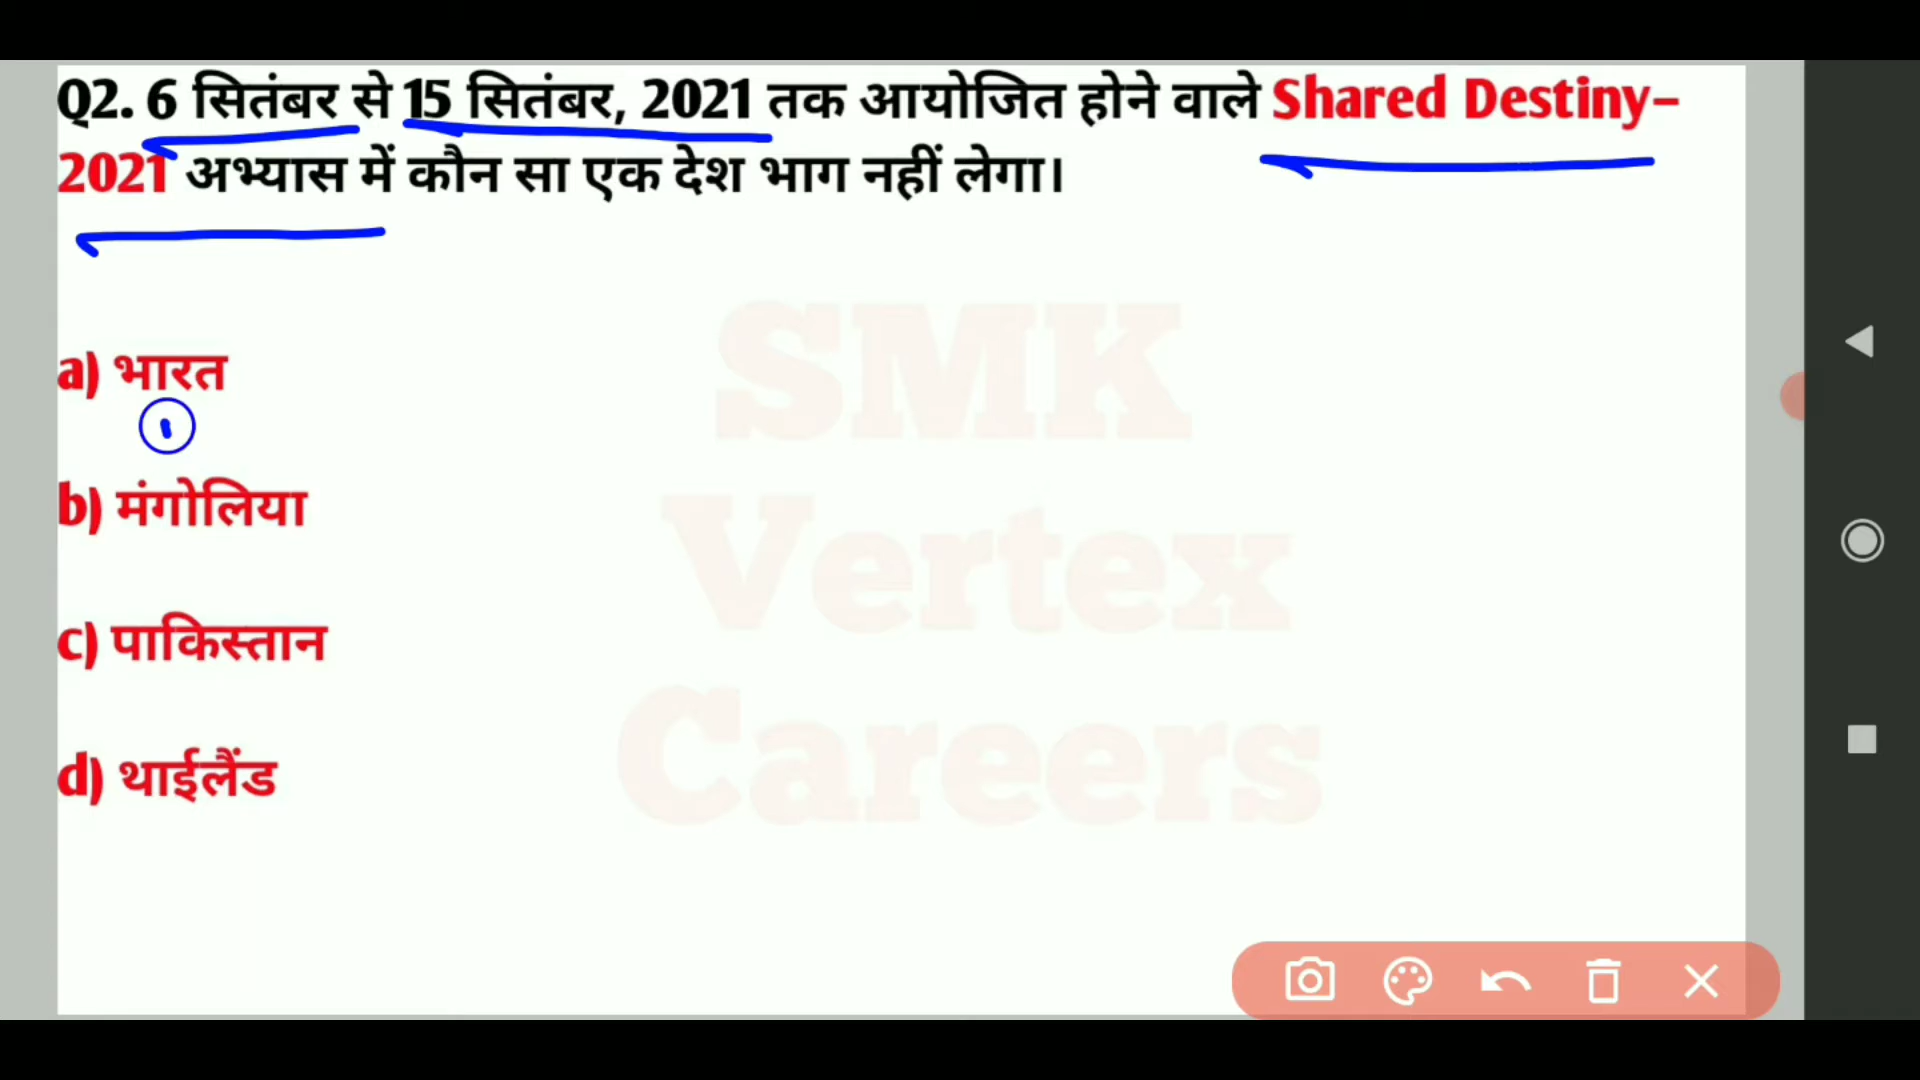 Q2. 6 सितंबर से 15 सितंबर, 2021 तक आयोजित होने वाले Shared Destiny-
2021 अभ्यास में कौन सा एक देश भाग नहीं लेगा।
a) भारत
b) मंगोलिया
c) पाकिस्तान
d) थाईलैंड
SMK
Vertex
Careers